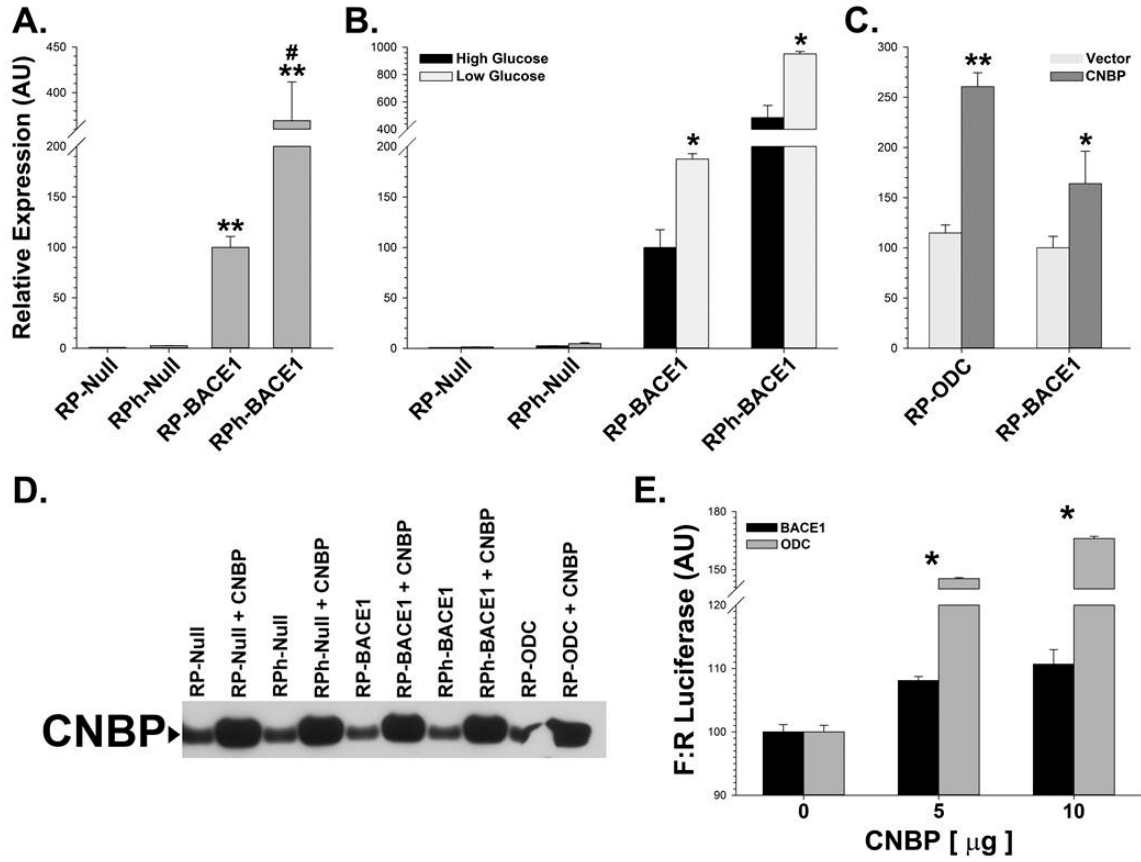 A.
Relative Expression (AU)
450
400
200
150
100
50
0
**
#
**
RP-Null
RPh-Null
RP-BACE1
RPh-BACE1
B.
High Glucose
Low Glucose
1000
800
600
400
200
150
100
50
0
*
*
RP-Null
RPh-Null
RP-BACE1
RPh-BACE1
C.
Vector
CNBP
300
250
200
150
100
50
0
**
*
RP-ODC
RP-BACE1
D.
RP-Null
RP-Null + CNBP
RPh-Null
RPh-Null + CNBP
RP-BACE1
RP-BACE1 + CNBP
RPh-BACE1
RPh-BACE1 + CNBP
RP-ODC
RP-ODC + CNBP
CNBP
E.
F:R Luciferase (AU)
BACE1
ODC
180
150
120
110
100
90
*
*
0
5
10
CNBP [ μg ]